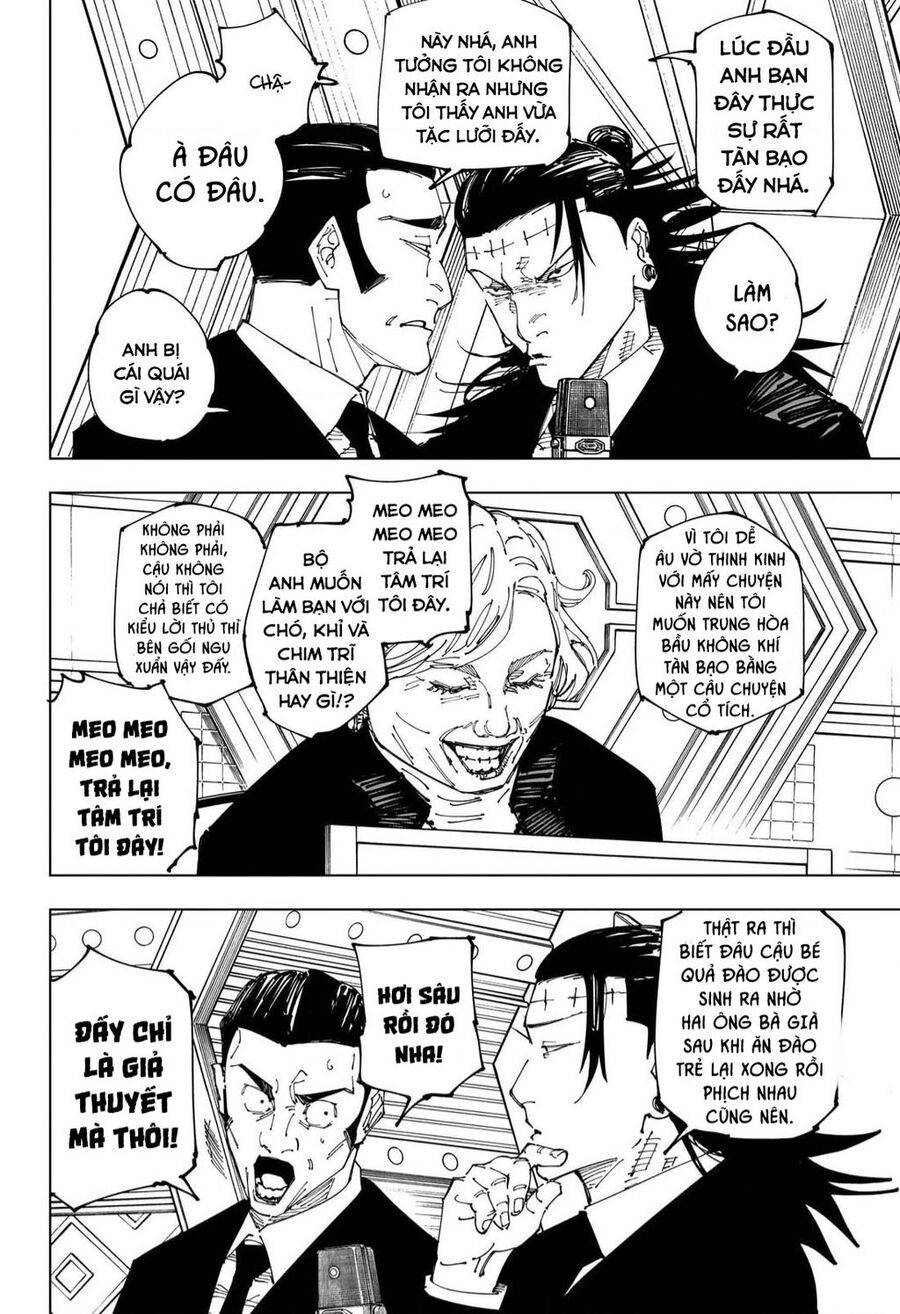 LÚC ĐẦU
ANH BẠN
ĐÂY THỰC
SỰ RẤT
TÀN BẠO
ĐẤY NHÁ.
LÀM
SAO?
NÀY NHÁ, ANH
TƯỞNG TÔI KHÔNG
NHẬN RA NHƯNG
TÔI THẤY ANH VỪA
TẶC LƯỠI ĐẤY.
CHẬ-
À ĐÂU
CÓ ĐÂU.
ANH BỊ
CÁI QUÁI
GÌ VẬY?
VÌ TÔI DỄ
ÂU VỜ THINH KINH
VỚI MẤY CHUYỆN
NÀY NÊN TÔI
MUỐN TRUNG HÒA
BẦU KHÔNG KHÍ
TÀN BẠO BẰNG
MỘT CÂU CHUYỆN
CỔ TÍCH.
MEO MEO
MEO MEO
TRẢ LẠI
TÂM TRÍ
TÔI ĐÂY.
BỘ
ANH MUỐN
LÀM BẠN VỚI
CHÓ, KHỈ VÀ
CHIM TRĨ
THÂN THIỆN
HAY GÌ!?
KHÔNG PHẢI
KHÔNG PHẢI,
CẬU KHÔNG
NÓI THÌ TÔI
CHẢ BIẾT CÓ
KIỂU LỜI THỦ THỈ
BÊN GỐI NGU
XUẨN VẬY ĐẤY.
MEO MEO
MEO MEO,
TRẢ LẠI
TÂM TRÍ
TÔI ĐÂY!
THẬT RA THÌ
BIẾT ĐÂU CẬU BÉ
QUẢ ĐÀO ĐƯỢC
SINH RA NHỜ
HAI ÔNG BÀ GIÀ
SAU KHI ĂN ĐÀO
TRẺ LẠI XONG RỒI
PHỊCH NHAU
CŨNG NÊN.
HƠI SÂU
RỒI ĐÓ
NHA!
ĐẤY CHỈ
LÀ GIẢ
THUYẾT
MÀ THÔI!